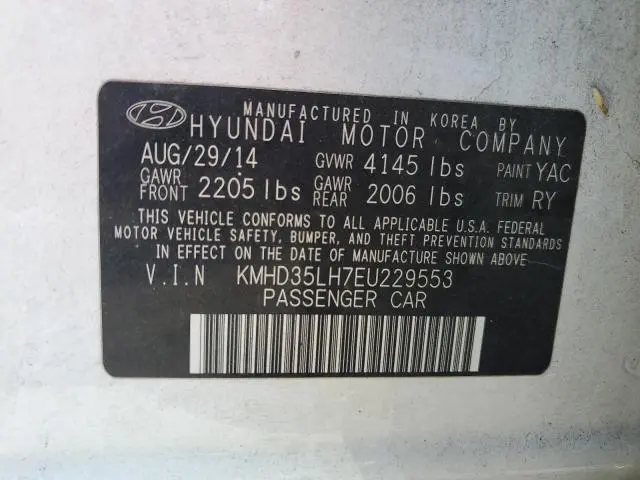 MANUFACTURED IN KOREA BY
HYUNDAI MOTOR COMPANY
AUG/29/14 GVWR 4145 lbs PAINT YAC
GAWR FRONT 2205 lbs GAWR REAR 2006 lbs TRIM RY
THIS VEHICLE CONFORMS TO ALL APPLICABLE U.S.A. FEDERAL
MOTOR VEHICLE SAFETY, BUMPER, AND THEFT PREVENTION STANDARDS
IN EFFECT ON THE DATE OF MANUFACTURE SHOWN ABOVE.
V.I.N KMHD35LH7EU229553
PASSENGER CAR